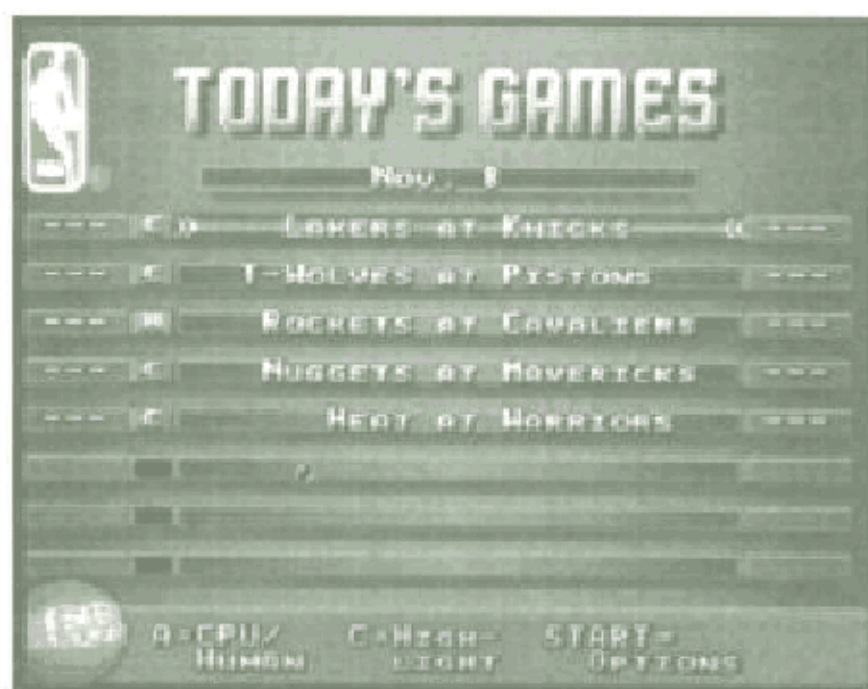 TODAY'S GAMES
Nov. 8
--- C LAKERS AT KNICKS ---
--- C T-WOLVES AT PISTONS ---
--- H ROCKETS AT CAVALIERS ---
--- C NUGGETS AT MAVERICKS ---
--- C HEAT AT WARRIORS ---
A=CPU/ C=HIGH- START=
HUMAN LIGHT OPTIONS